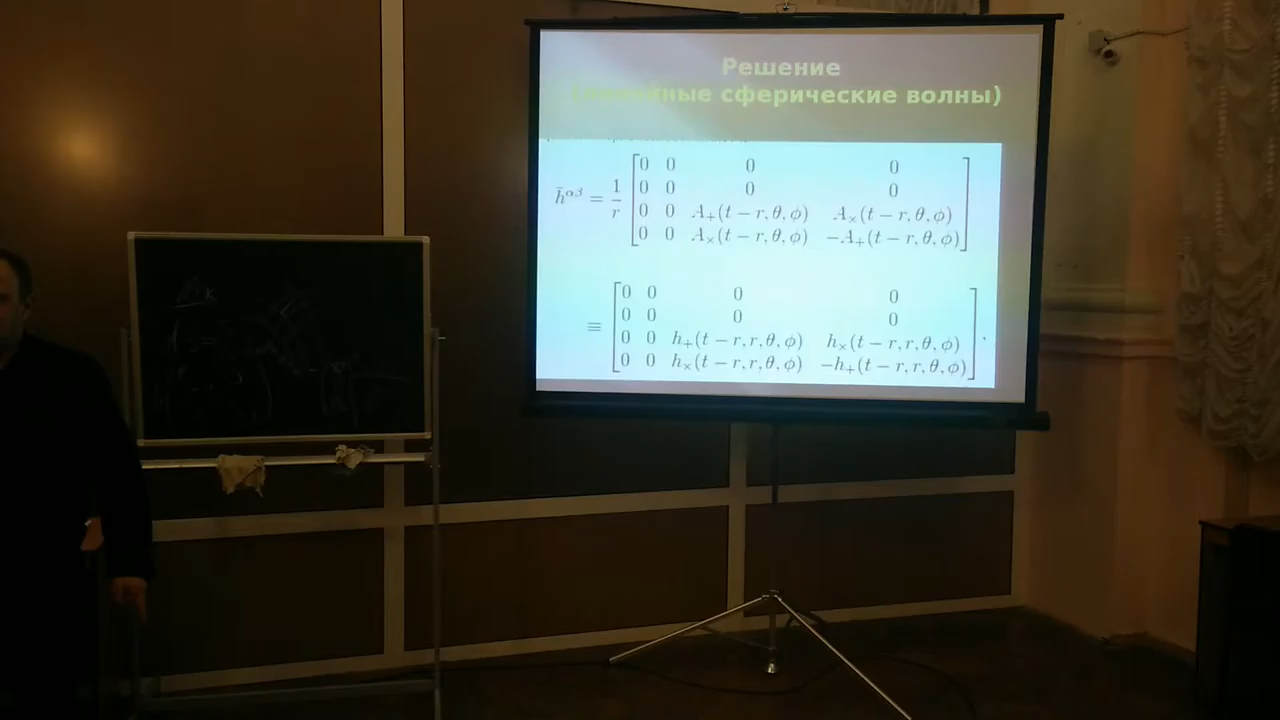 Решение
сферические волны)
h̄^{αβ} = 1/r [0 0 0 0
0 0 0 0
0 0 A₊(t − r, θ, ϕ) A×(t − r, θ, ϕ)
0 0 A×(t − r, θ, ϕ) −A₊(t − r, θ, ϕ)]
≡ [0 0 0 0
0 0 0 0
0 0 h₊(t − r, r, θ, ϕ) h×(t − r, r, θ, ϕ)
0 0 h×(t − r, r, θ, ϕ) −h₊(t − r, r, θ, ϕ)].